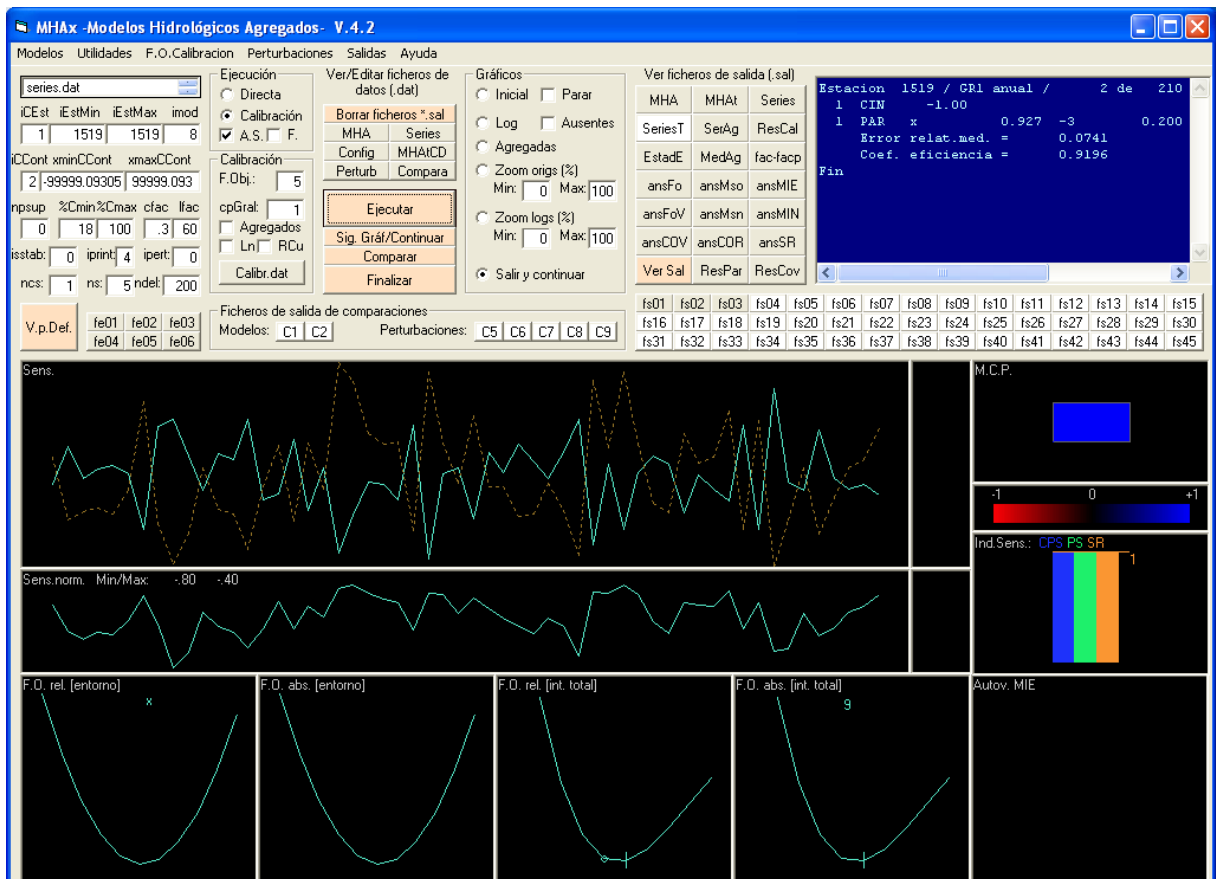 MHAx -Modelos Hidrológicos Agregados- V.4.2
Modelos Utilidades F.O.Calibracion Perturbaciones Salidas Ayuda
series.dat
iCEst iEstMin iEstMax imod
1 1519 1519 8
iCCont xminCCont xmaxCCont
2 -99999.09305 99999.093
npsup %Cmin %Cmax cfac lfac
0 18 100 .3 60
isstab: 0 iprint: 4 ipert: 0
ncs: 1 ns: 5 ndel: 200
V.p.Def.
fe01 fe02 fe03
fe04 fe05 fe06
Ejecución
Directa
Calibración
A.S. F.
Calibración
F.Obj.: 5
cpGral: 1
Agregados
Ln RCu
Calibr.dat
Ver/Editar ficheros de
datos (.dat)
Borrar ficheros *.sal
MHA Series
Config MHAtCD
Perturb Compara
Ejecutar
Sig. Gráf/Continuar
Comparar
Finalizar
Gráficos
Inicial Parar
Log Ausentes
Agregadas
Zoom origs (%)
Min: 0 Max: 100
Zoom logs (%)
Min: 0 Max: 100
Salir y continuar
Ficheros de salida de comparaciones
Modelos: C1 C2 Perturbaciones: C5 C6 C7 C8 C9
Ver ficheros de salida (.sal)
MHA MHAt Series
SeriesT SerAg ResCal
EstadE MedAg fac-facp
ansFo ansMso ansMIE
ansFoV ansMsn ansMIN
ansCOV ansCOR ansSR
Ver Sal ResPar ResCov
Estacion 1519 / GR1 anual / 2 de 210
1 CIN -1.00
1 PAR x 0.927 -3 0.200
Error relat.med. = 0.0741
Coef. eficiencia = 0.9196
Fin
fs01 fs02 fs03 fs04 fs05 fs06 fs07 fs08 fs09 fs10 fs11 fs12 fs13 fs14 fs15
fs16 fs17 fs18 fs19 fs20 fs21 fs22 fs23 fs24 fs25 fs26 fs27 fs28 fs29 fs30
fs31 fs32 fs33 fs34 fs35 fs36 fs37 fs38 fs39 fs40 fs41 fs42 fs43 fs44 fs45
Sens.
M.C.P.
-1 0 +1
Ind.Sens.: CPS PS SR
1
Sens.norm. Min/Max: -.80 -.40
F.O. rel. [entorno]
x
F.O. abs. [entorno]
F.O. rel. [int. total]
F.O. abs. [int. total]
9
Autov. MIE